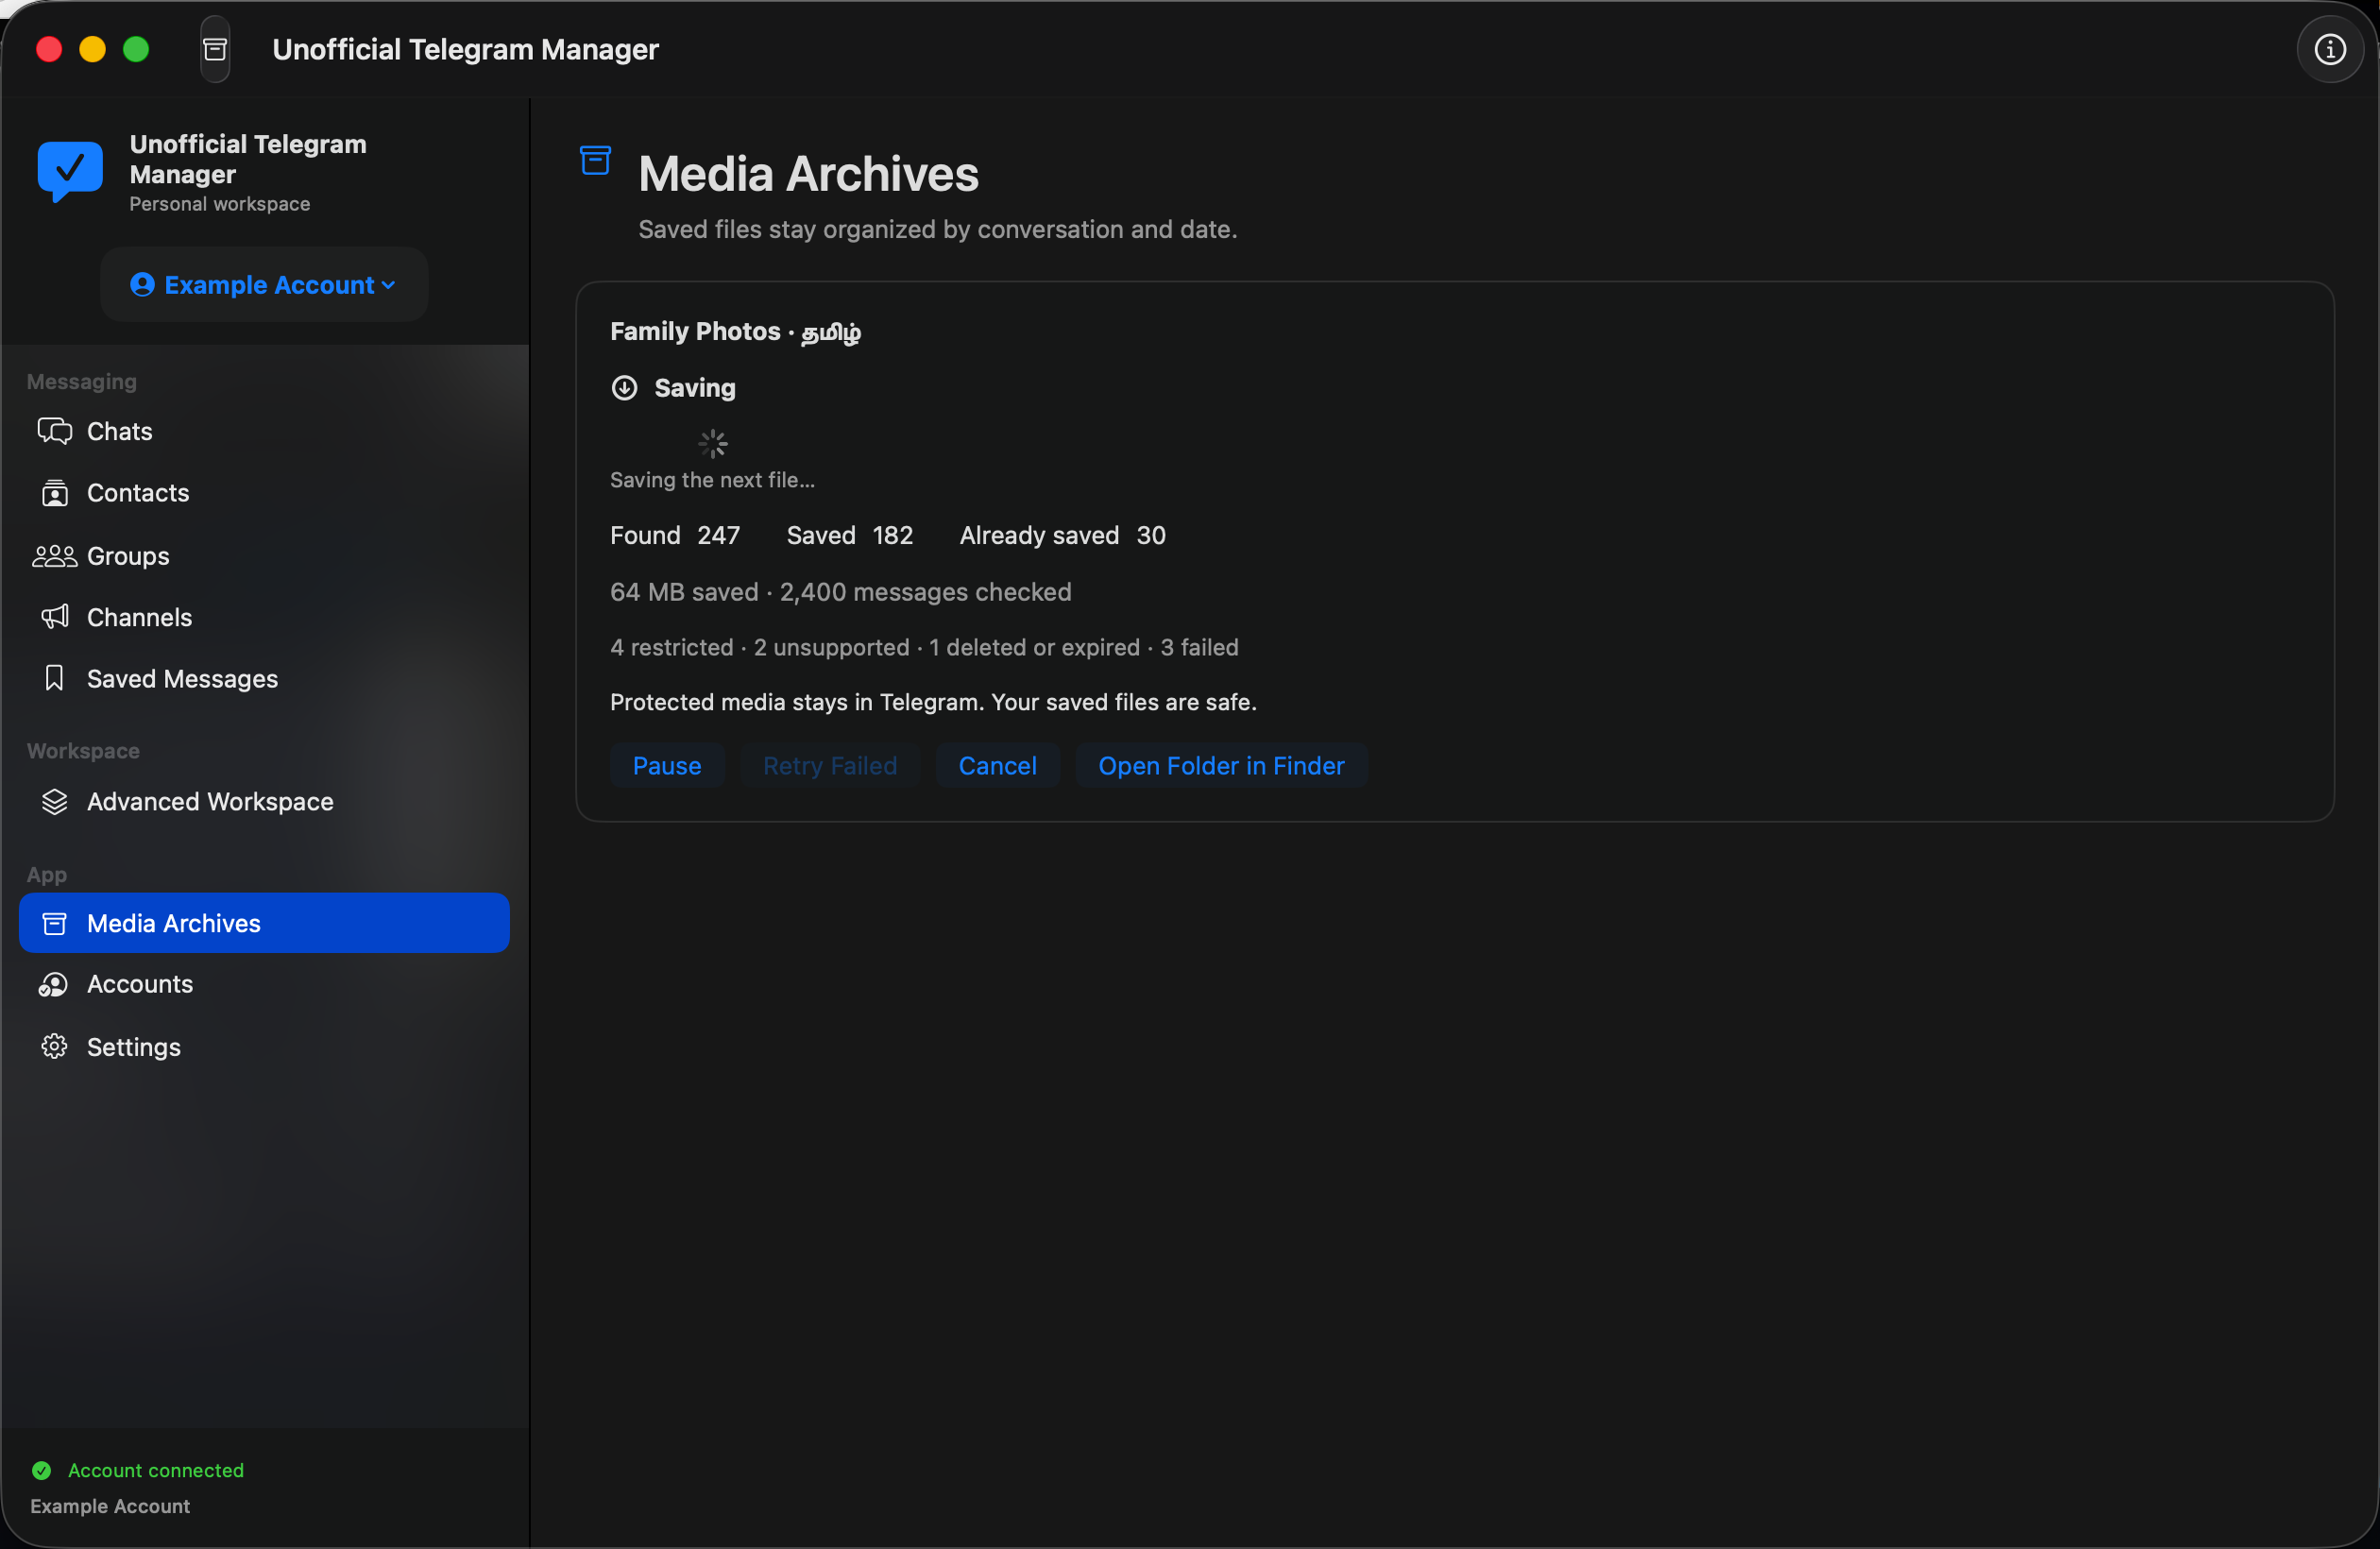 Unofficial Telegram Manager
Unofficial Telegram
Manager
Personal workspace
Example Account
Messaging
Chats
Contacts
Groups
Channels
Saved Messages
Workspace
Advanced Workspace
App
Media Archives
Accounts
Settings
Account connected
Example Account
Media Archives
Saved files stay organized by conversation and date.
Family Photos · தமிழ்
Saving
Saving the next file...
Found 247 Saved 182 Already saved 30
64 MB saved · 2,400 messages checked
4 restricted · 2 unsupported · 1 deleted or expired · 3 failed
Protected media stays in Telegram. Your saved files are safe.
Pause Retry Failed Cancel Open Folder in Finder